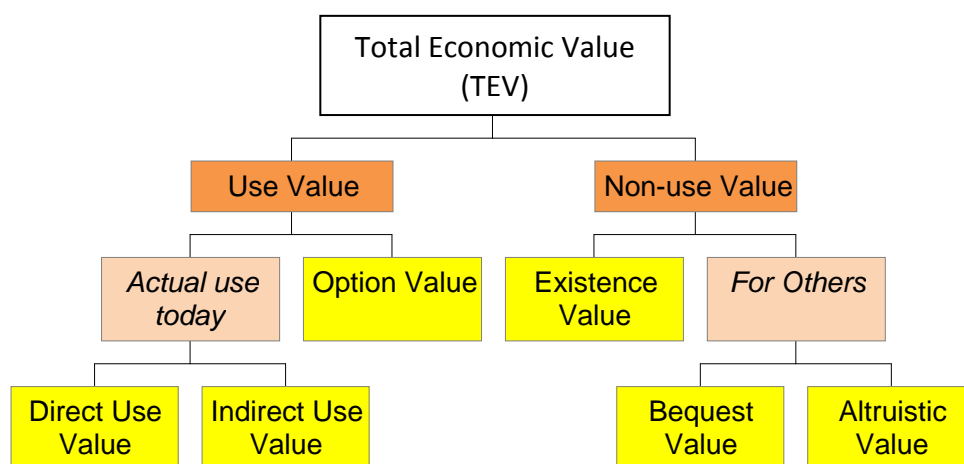 Total Economic Value
(TEV)
Use Value
Non-use Value
Actual use
today
Option Value
Existence
Value
For Others
Direct Use
Value
Indirect Use
Value
Bequest
Value
Altruistic
Value